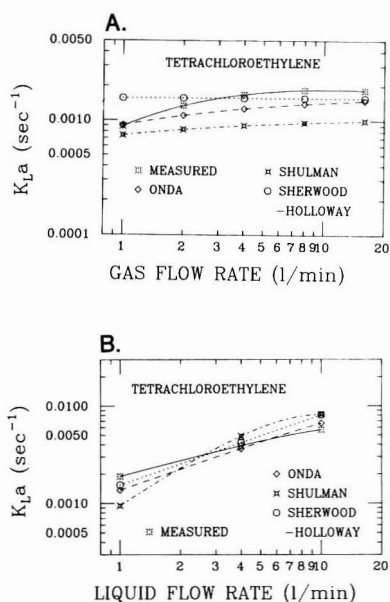 A.
TETRACHLOROETHYLENE
0.0050
0.0010
0.0005
0.0001
K_La (sec⁻¹)
MEASURED
ONDA
SHULMAN
SHERWOOD
-HOLLOWAY
1 2 3 4 5 6 7 8 9 10 20
GAS FLOW RATE (l/min)
B.
TETRACHLOROETHYLENE
0.0100
0.0050
0.0010
0.0005
K_La (sec⁻¹)
ONDA
SHULMAN
SHERWOOD
-HOLLOWAY
MEASURED
1 2 3 4 5 6 7 8 9 10 20
LIQUID FLOW RATE (l/min)